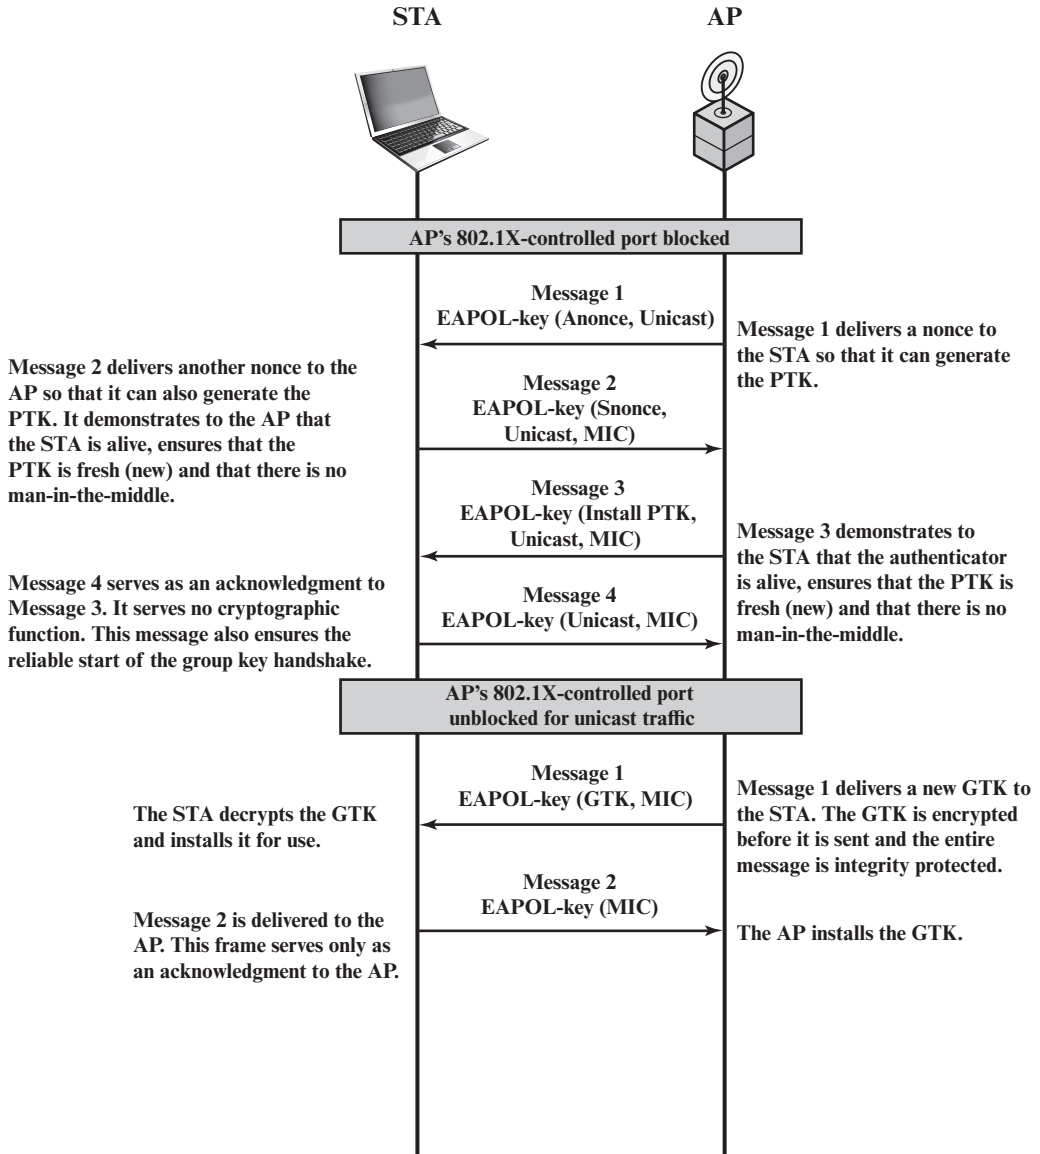 STA
AP
AP's 802.1X-controlled port blocked
Message 1
EAPOL-key (Anonce, Unicast)
Message 1 delivers a nonce to
the STA so that it can generate
the PTK.
Message 2 delivers another nonce to the
AP so that it can also generate the
PTK. It demonstrates to the AP that
the STA is alive, ensures that the
PTK is fresh (new) and that there is no
man-in-the-middle.
Message 2
EAPOL-key (Snonce,
Unicast, MIC)
Message 3
EAPOL-key (Install PTK,
Unicast, MIC)
Message 3 demonstrates to
the STA that the authenticator
is alive, ensures that the PTK is
fresh (new) and that there is no
man-in-the-middle.
Message 4 serves as an acknowledgment to
Message 3. It serves no cryptographic
function. This message also ensures the
reliable start of the group key handshake.
Message 4
EAPOL-key (Unicast, MIC)
AP's 802.1X-controlled port
unblocked for unicast traffic
Message 1
EAPOL-key (GTK, MIC)
Message 1 delivers a new GTK to
the STA. The GTK is encrypted
before it is sent and the entire
message is integrity protected.
The STA decrypts the GTK
and installs it for use.
Message 2
EAPOL-key (MIC)
Message 2 is delivered to the
AP. This frame serves only as
an acknowledgment to the AP.
The AP installs the GTK.